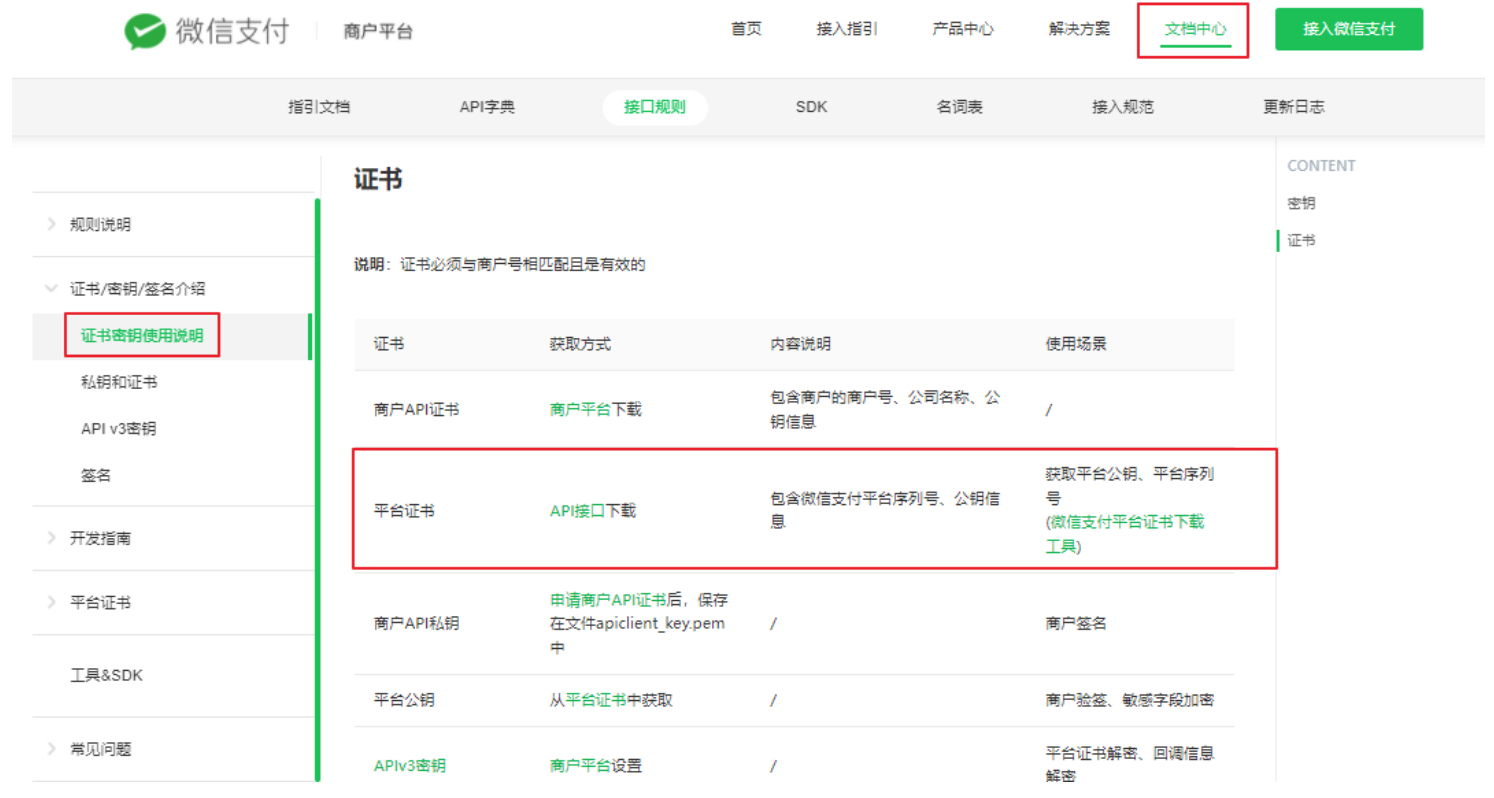 微信支付 商户平台 首页 接入指引 产品中心 解决方案 文档中心 接入微信支付
指引文档 API字典 接口规则 SDK 名词表 接入规范 更新日志
规则说明
证书/密钥/签名介绍
证书密钥使用说明
私钥和证书
API v3密钥
签名
开发指南
平台证书
工具&SDK
常见问题
证书
说明：证书必须与商户号相匹配且是有效的
证书 获取方式 内容说明 使用场景
商户API证书 商户平台下载 包含商户的商户号、公司名称、公
钥信息 /
平台证书 API接口下载 包含微信支付平台序列号、公钥信
息
获取平台公钥、平台序列
号
(微信支付平台证书下载
工具)
商户API私钥
申请商户API证书后，保存
在文件apiclient_key.pem
中
/ 商户签名
平台公钥 从平台证书中获取 / 商户验签、敏感字段加密
APIv3密钥 商户平台设置 / 平台证书解密、回调信息
解密
CONTENT
密钥
证书